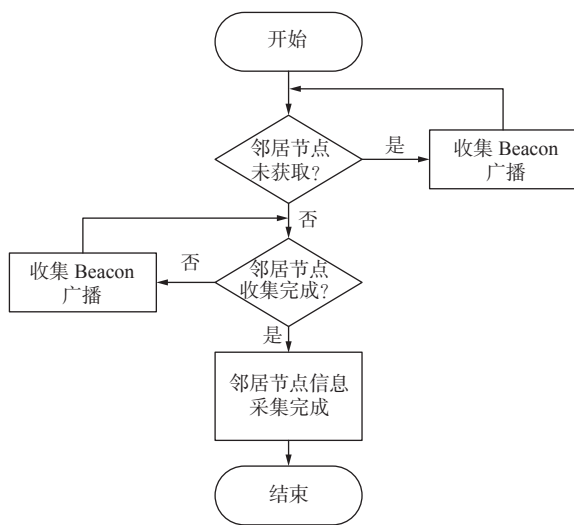 开始
邻居节点
未获取?
是
收集 Beacon
广播
否
邻居节点
收集完成?
否
收集 Beacon
广播
是
邻居节点信息
采集完成
结束